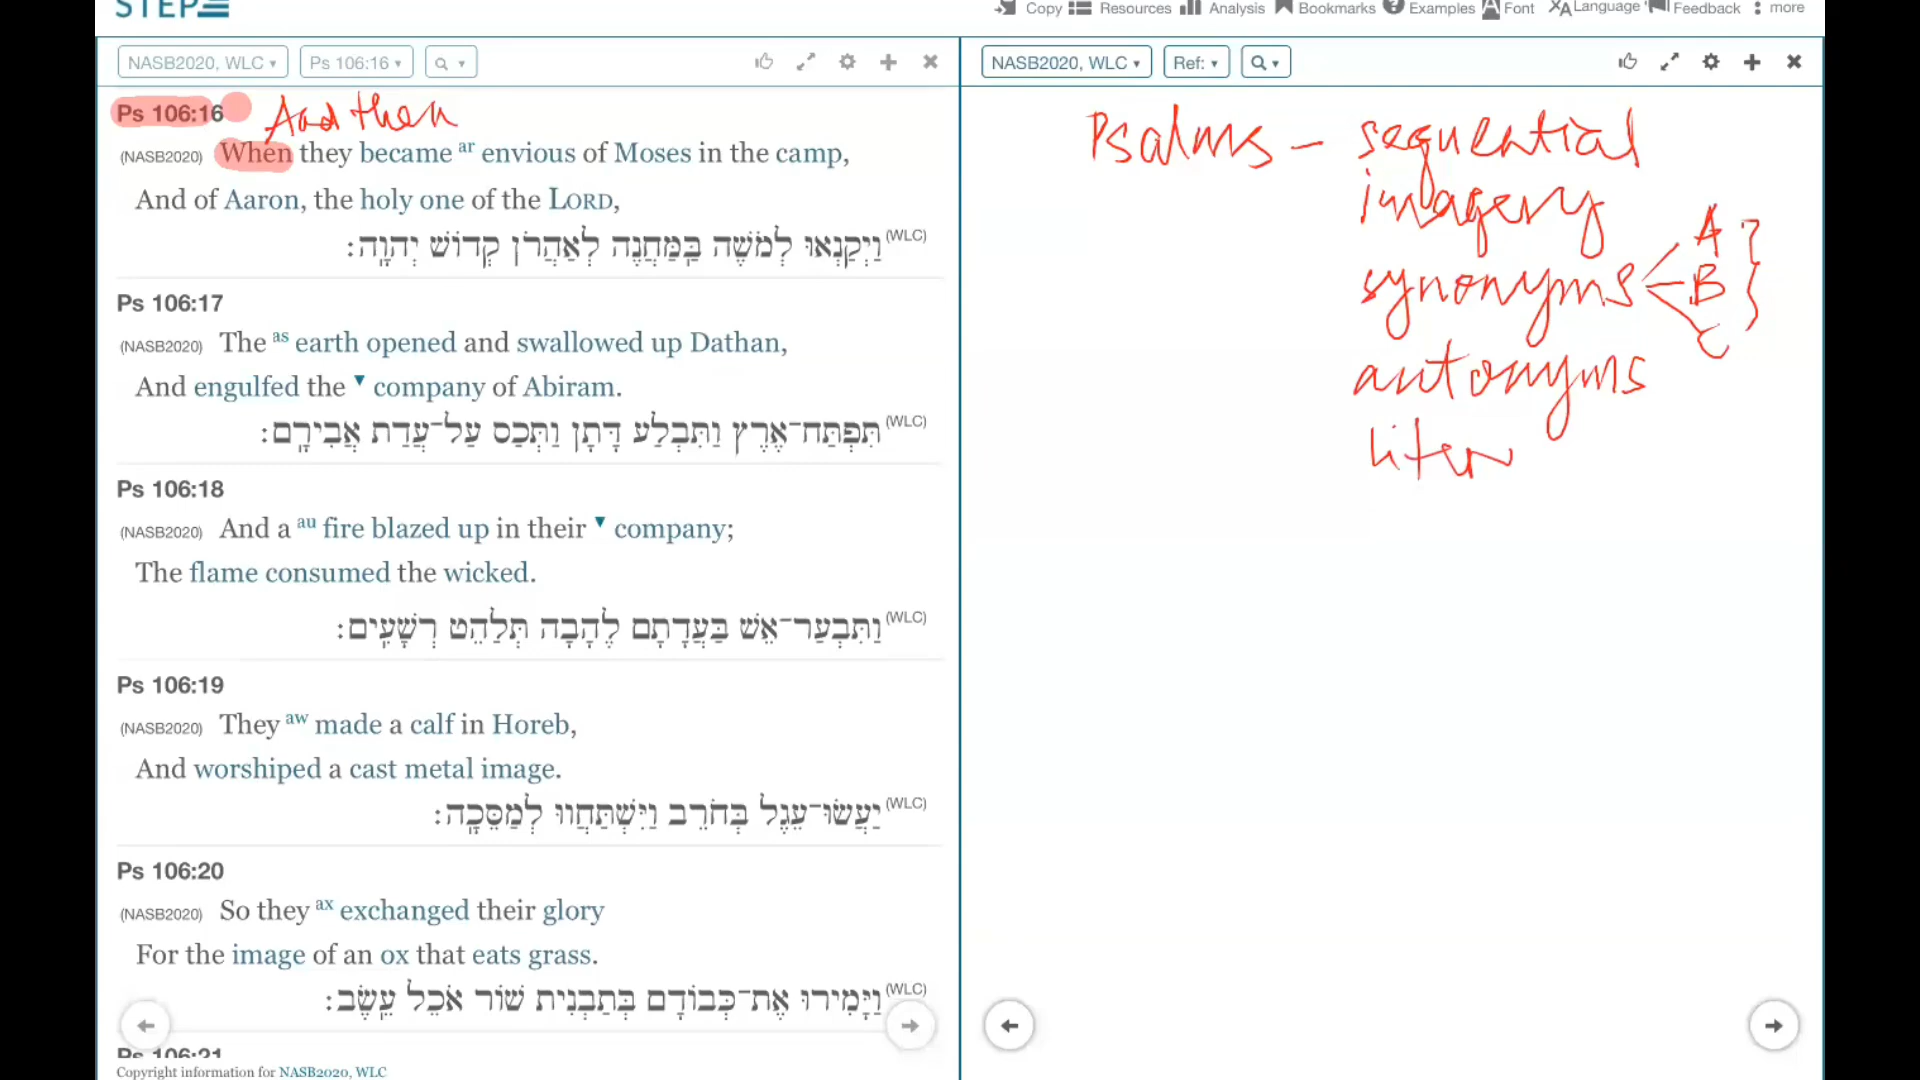 STEP
Copy Resources Analysis Bookmarks Examples Font Language Feedback more
NASB2020, WLC Ps 106:16
Ps 106:16
And then
(NASB2020) When they became ar envious of Moses in the camp,
And of Aaron, the holy one of the LORD,
(WLC) וַיְקַנְאוּ לְמֹשֶׁה בַּמַּחֲנֶה לְאַהֲרֹן קְדוֹשׁ יְהוָֽה׃
Ps 106:17
(NASB2020) The as earth opened and swallowed up Dathan,
And engulfed the company of Abiram.
(WLC) תִּפְתַּח־אֶרֶץ וַתִּבְלַע דָּתָן וַתְּכַס עַל־עֲדַת אֲבִירָֽם׃
Ps 106:18
(NASB2020) And a au fire blazed up in their company;
The flame consumed the wicked.
(WLC) וַתִּבְעַר־אֵשׁ בַּעֲדָתָם לֶהָבָה תְּלַהֵט רְשָׁעִֽים׃
Ps 106:19
(NASB2020) They aw made a calf in Horeb,
And worshiped a cast metal image.
(WLC) יַעֲשׂוּ־עֵגֶל בְּחֹרֵב וַיִּשְׁתַּחֲווּ לְמַסֵּכָֽה׃
Ps 106:20
(NASB2020) So they ax exchanged their glory
For the image of an ox that eats grass.
(WLC) וַיָּמִירוּ אֶת־כְּבוֹדָם בְּתַבְנִית שׁוֹר אֹכֵל עֵֽשֶׂב׃
Ps 106:21
Copyright information for NASB2020, WLC
NASB2020, WLC Ref:
Psalms – sequential
imagery
synonyms
A
B
C
antonyms
liter